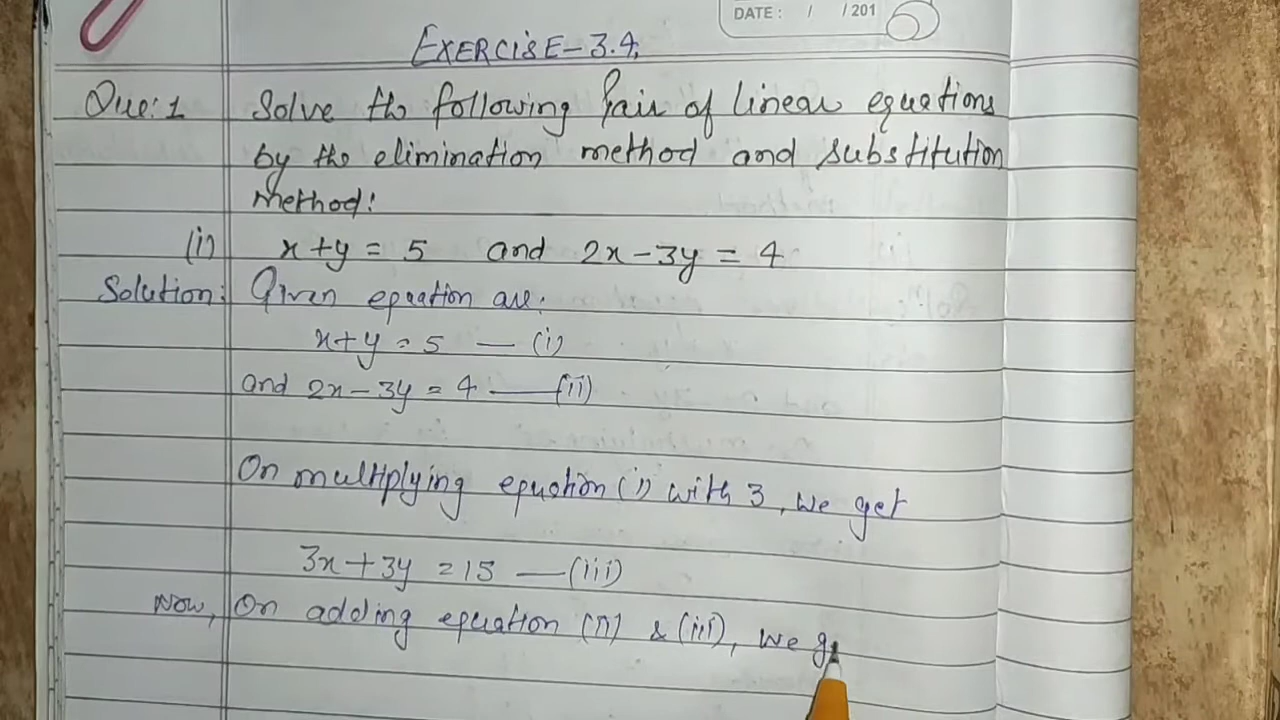 DATE: / /201
EXERCISE-3.4.
Que:1 Solve the following Pair of linear equations
by the elimination method and substitution
method:
(i) x+y = 5 and 2x-3y = 4
Solution: Given equation are.
x+y = 5 — (i)
and 2x-3y = 4 — (ii)
On multiplying equation (i) with 3, we get
3x+3y = 15 — (iii)
Now, On adding equation (ii) & (iii), we g